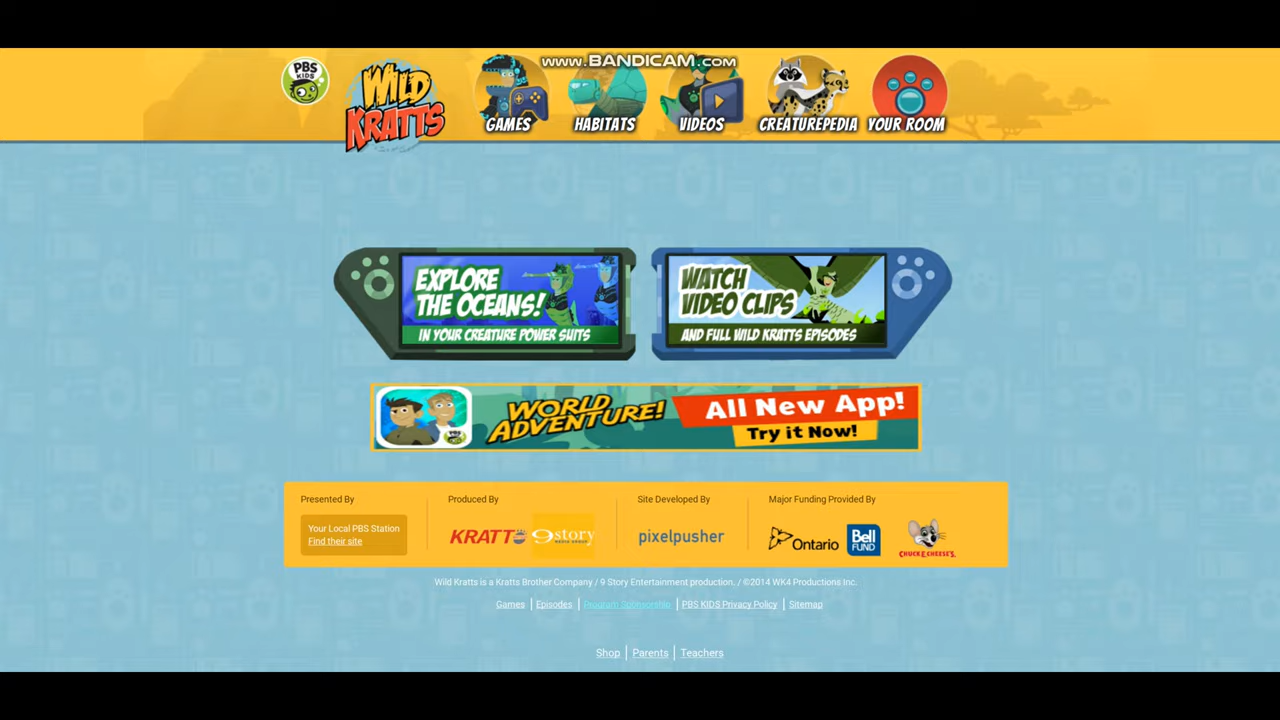 www.BANDICAM.com
PBS KIDS
WILD KRATTS
GAMES
HABITATS
VIDEOS
CREATUREPEDIA
YOUR ROOM
EXPLORE
THE OCEANS!
IN YOUR CREATURE POWER SUITS
WATCH
VIDEO CLIPS
AND FULL WILD KRATTS EPISODES
WORLD
ADVENTURE!
All New App!
Try it Now!
Presented By
Your Local PBS Station
Find their site
Produced By
KRATT
9story
MEDIA GROUP
Site Developed By
pixelpusher
Major Funding Provided By
Ontario
Bell
FUND
CHUCK E. CHEESE'S
Wild Kratts is a Kratts Brother Company / 9 Story Entertainment production. / ©2014 WK4 Productions Inc.
Games | Episodes | Program Sponsorship | PBS KIDS Privacy Policy | Sitemap
Shop | Parents | Teachers